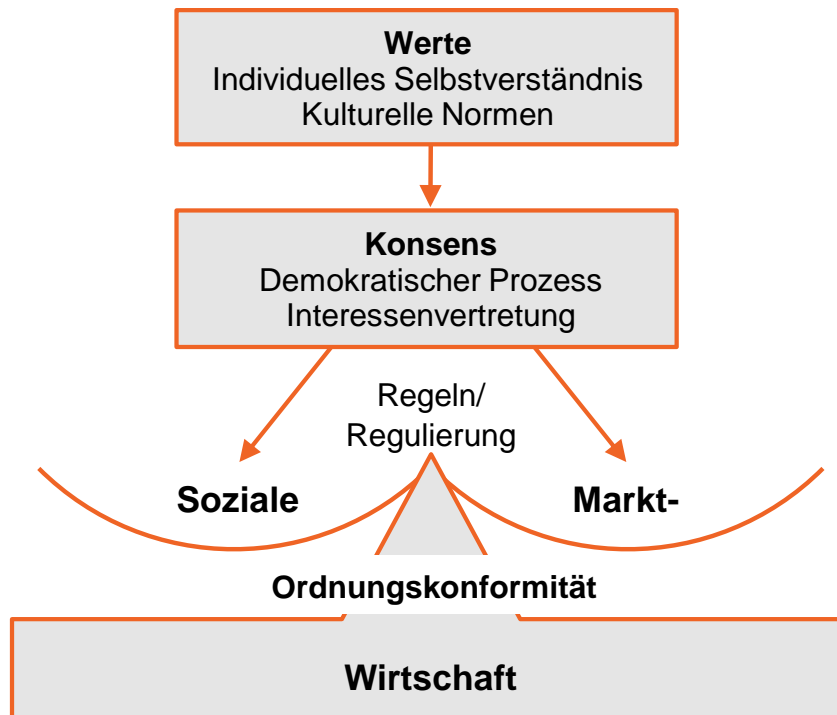 Werte
Individuelles Selbstverständnis
Kulturelle Normen
Konsens
Demokratischer Prozess
Interessenvertretung
Regeln/
Regulierung
Soziale
Markt-
Ordnungskonformität
Wirtschaft